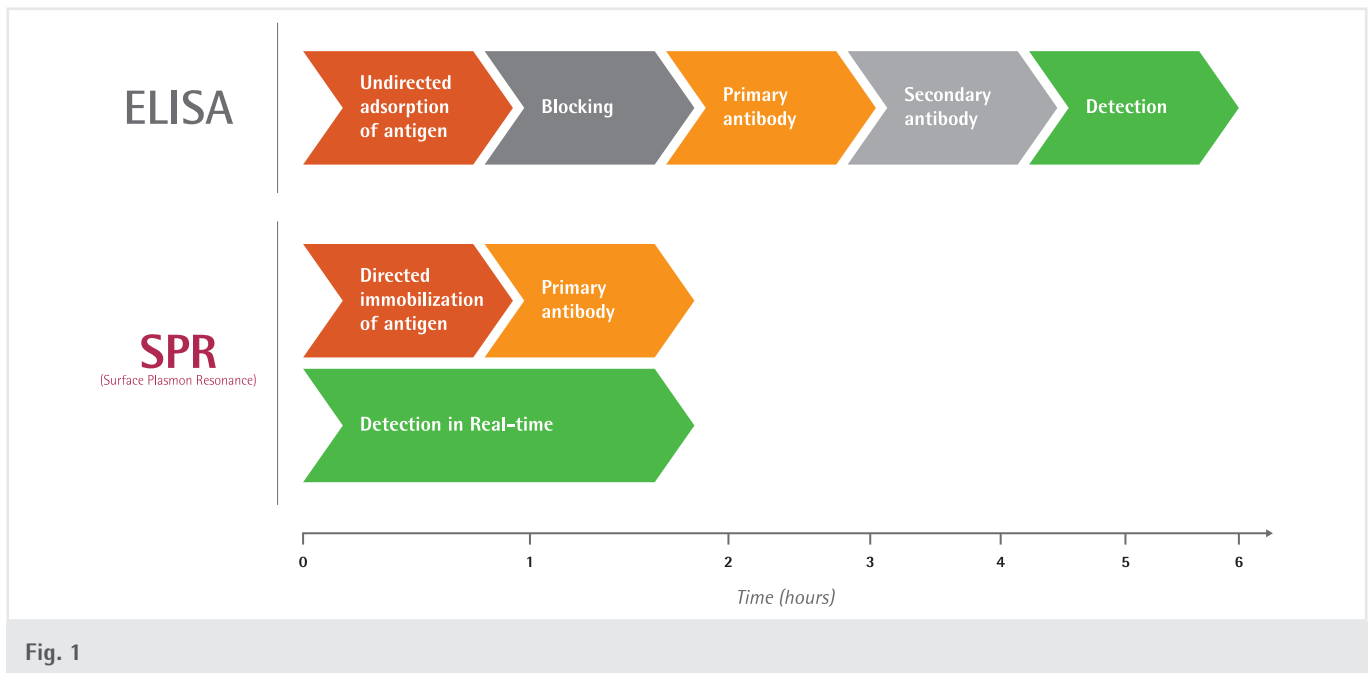 ELISA
Undirected
adsorption
of antigen
Blocking
Primary
antibody
Secondary
antibody
Detection
SPR
(Surface Plasmon Resonance)
Directed
immobilization
of antigen
Primary
antibody
Detection in Real-time
0 1 2 3 4 5 6
Time (hours)
Fig. 1